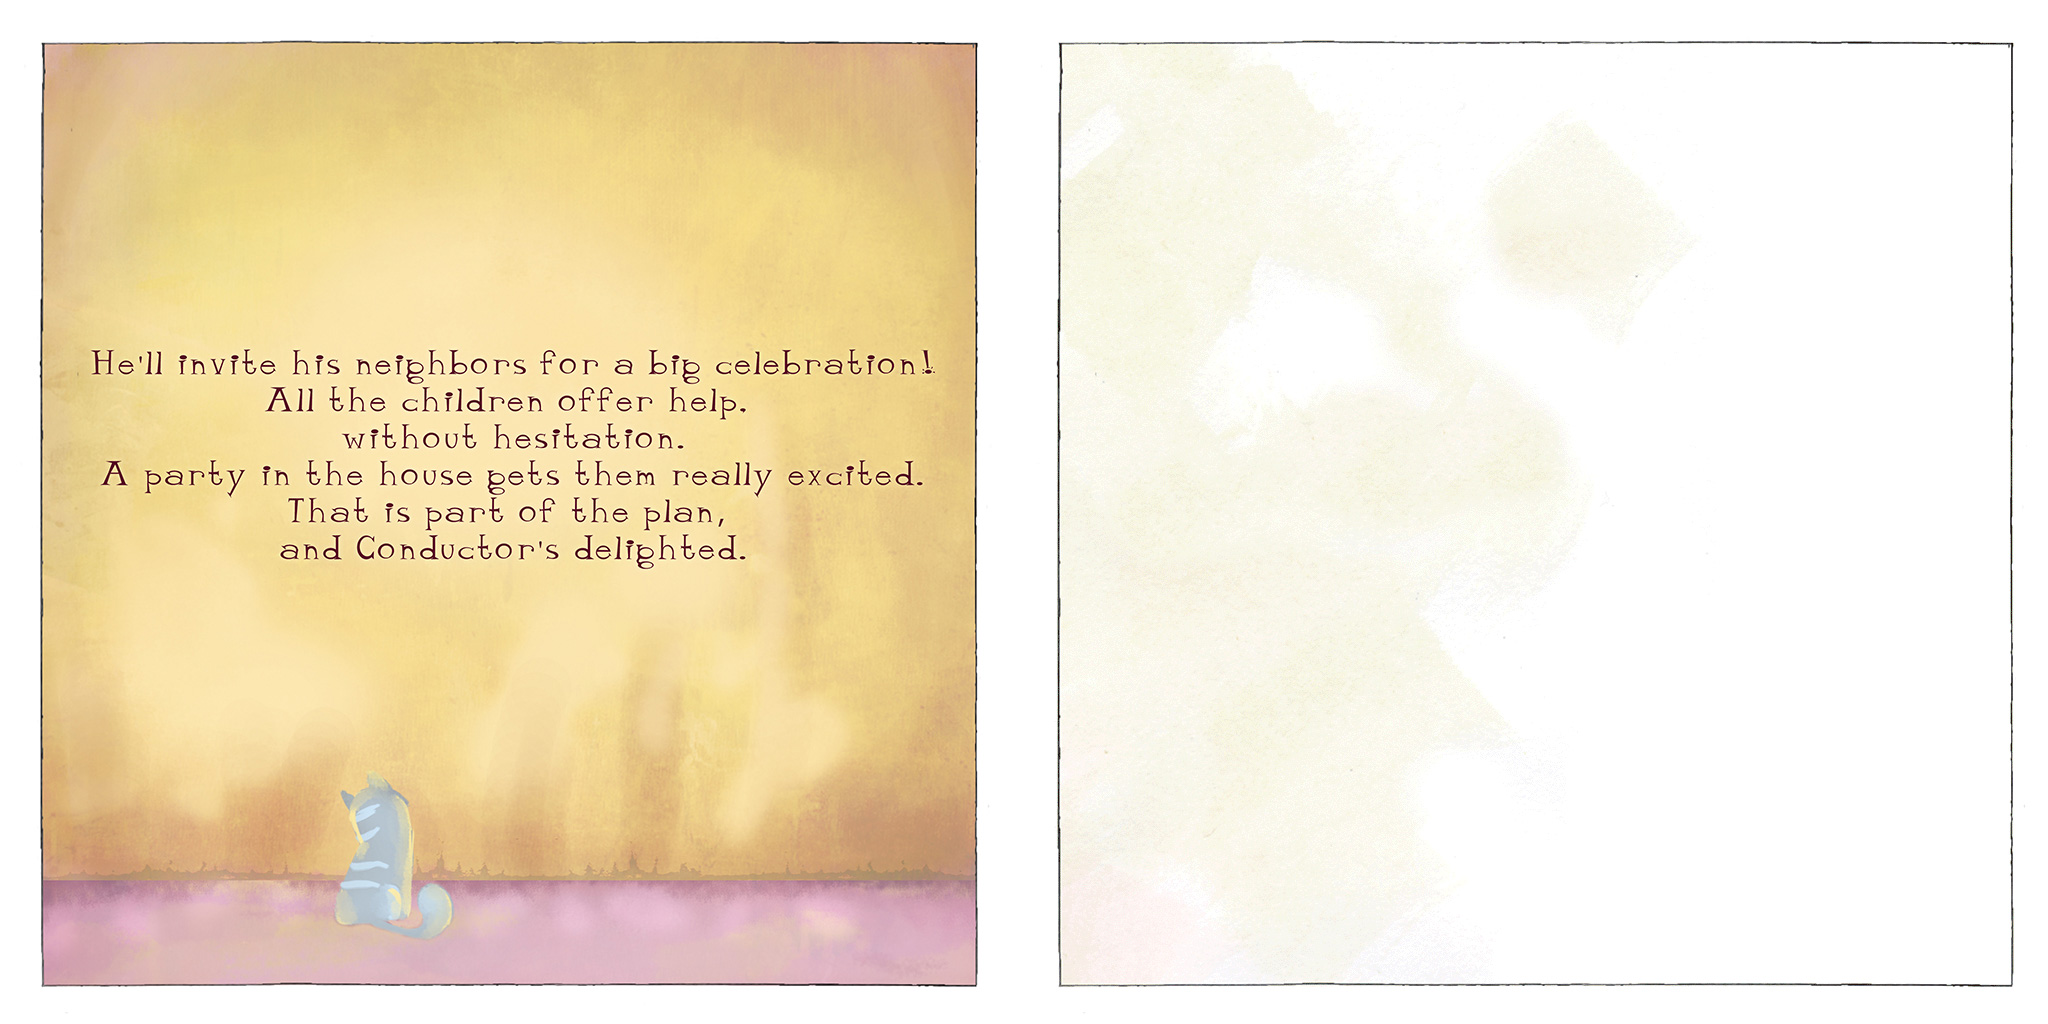 He'll invite his neighbors for a big celebration!
All the children offer help.
without hesitation.
A party in the house gets them really excited.
That is part of the plan,
and Conductor's delighted.